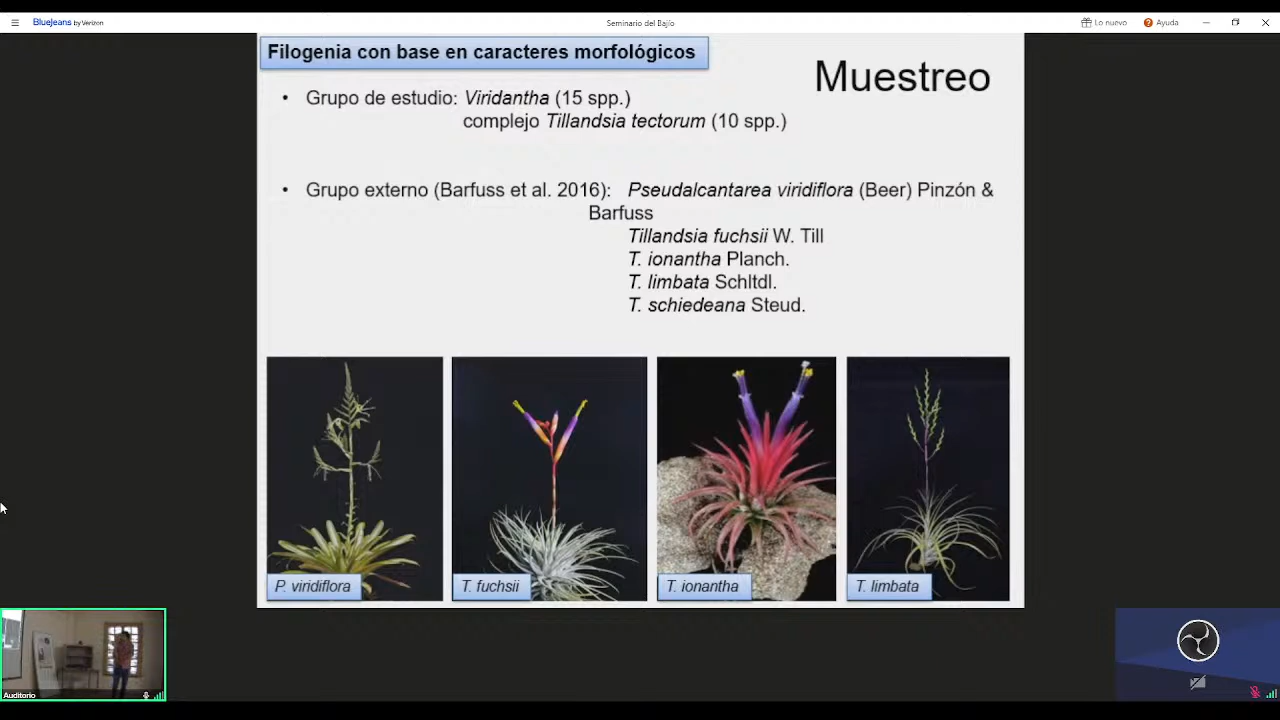 BlueJeans by Verizon
Seminario del Bajío
Lo nuevo
Ayuda
Filogenia con base en caracteres morfológicos
Muestreo
• Grupo de estudio: Viridantha (15 spp.)
complejo Tillandsia tectorum (10 spp.)
• Grupo externo (Barfuss et al. 2016): Pseudalcantarea viridiflora (Beer) Pinzón &
Barfuss
Tillandsia fuchsii W. Till
T. ionantha Planch.
T. limbata Schltdl.
T. schiedeana Steud.
P. viridiflora
T. fuchsii
T. ionantha
T. limbata
Auditorio